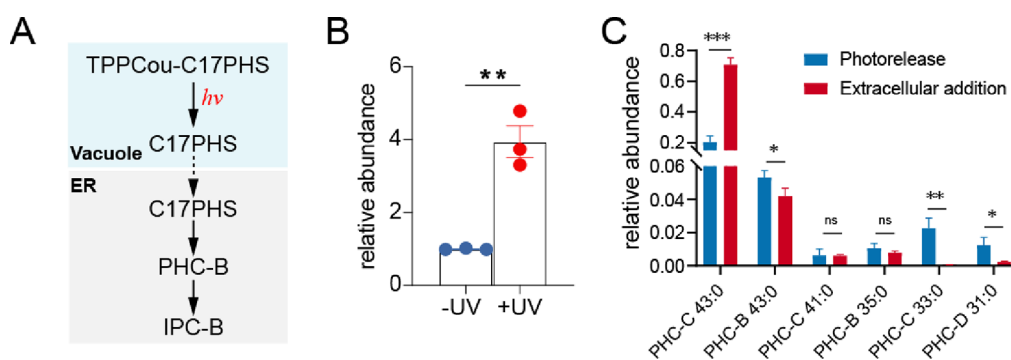 A
TPPCou-C17PHS
hv
C17PHS
Vacuole
ER
C17PHS
PHC-B
IPC-B
B
relative abundance
6
4
2
0
**
-UV
+UV
C
relative abundance
0.8
0.6
0.4
0.2
0.06
0.04
0.02
0.00
***
*
ns
ns
**
*
Photorelease
Extracellular addition
PHC-C 43:0
PHC-B 43:0
PHC-C 41:0
PHC-B 35:0
PHC-C 33:0
PHC-D 31:0